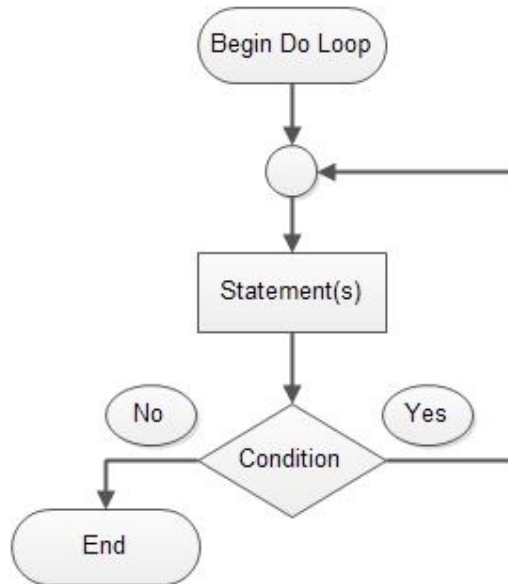 Begin Do Loop
Statement(s)
No
Yes
Condition
End